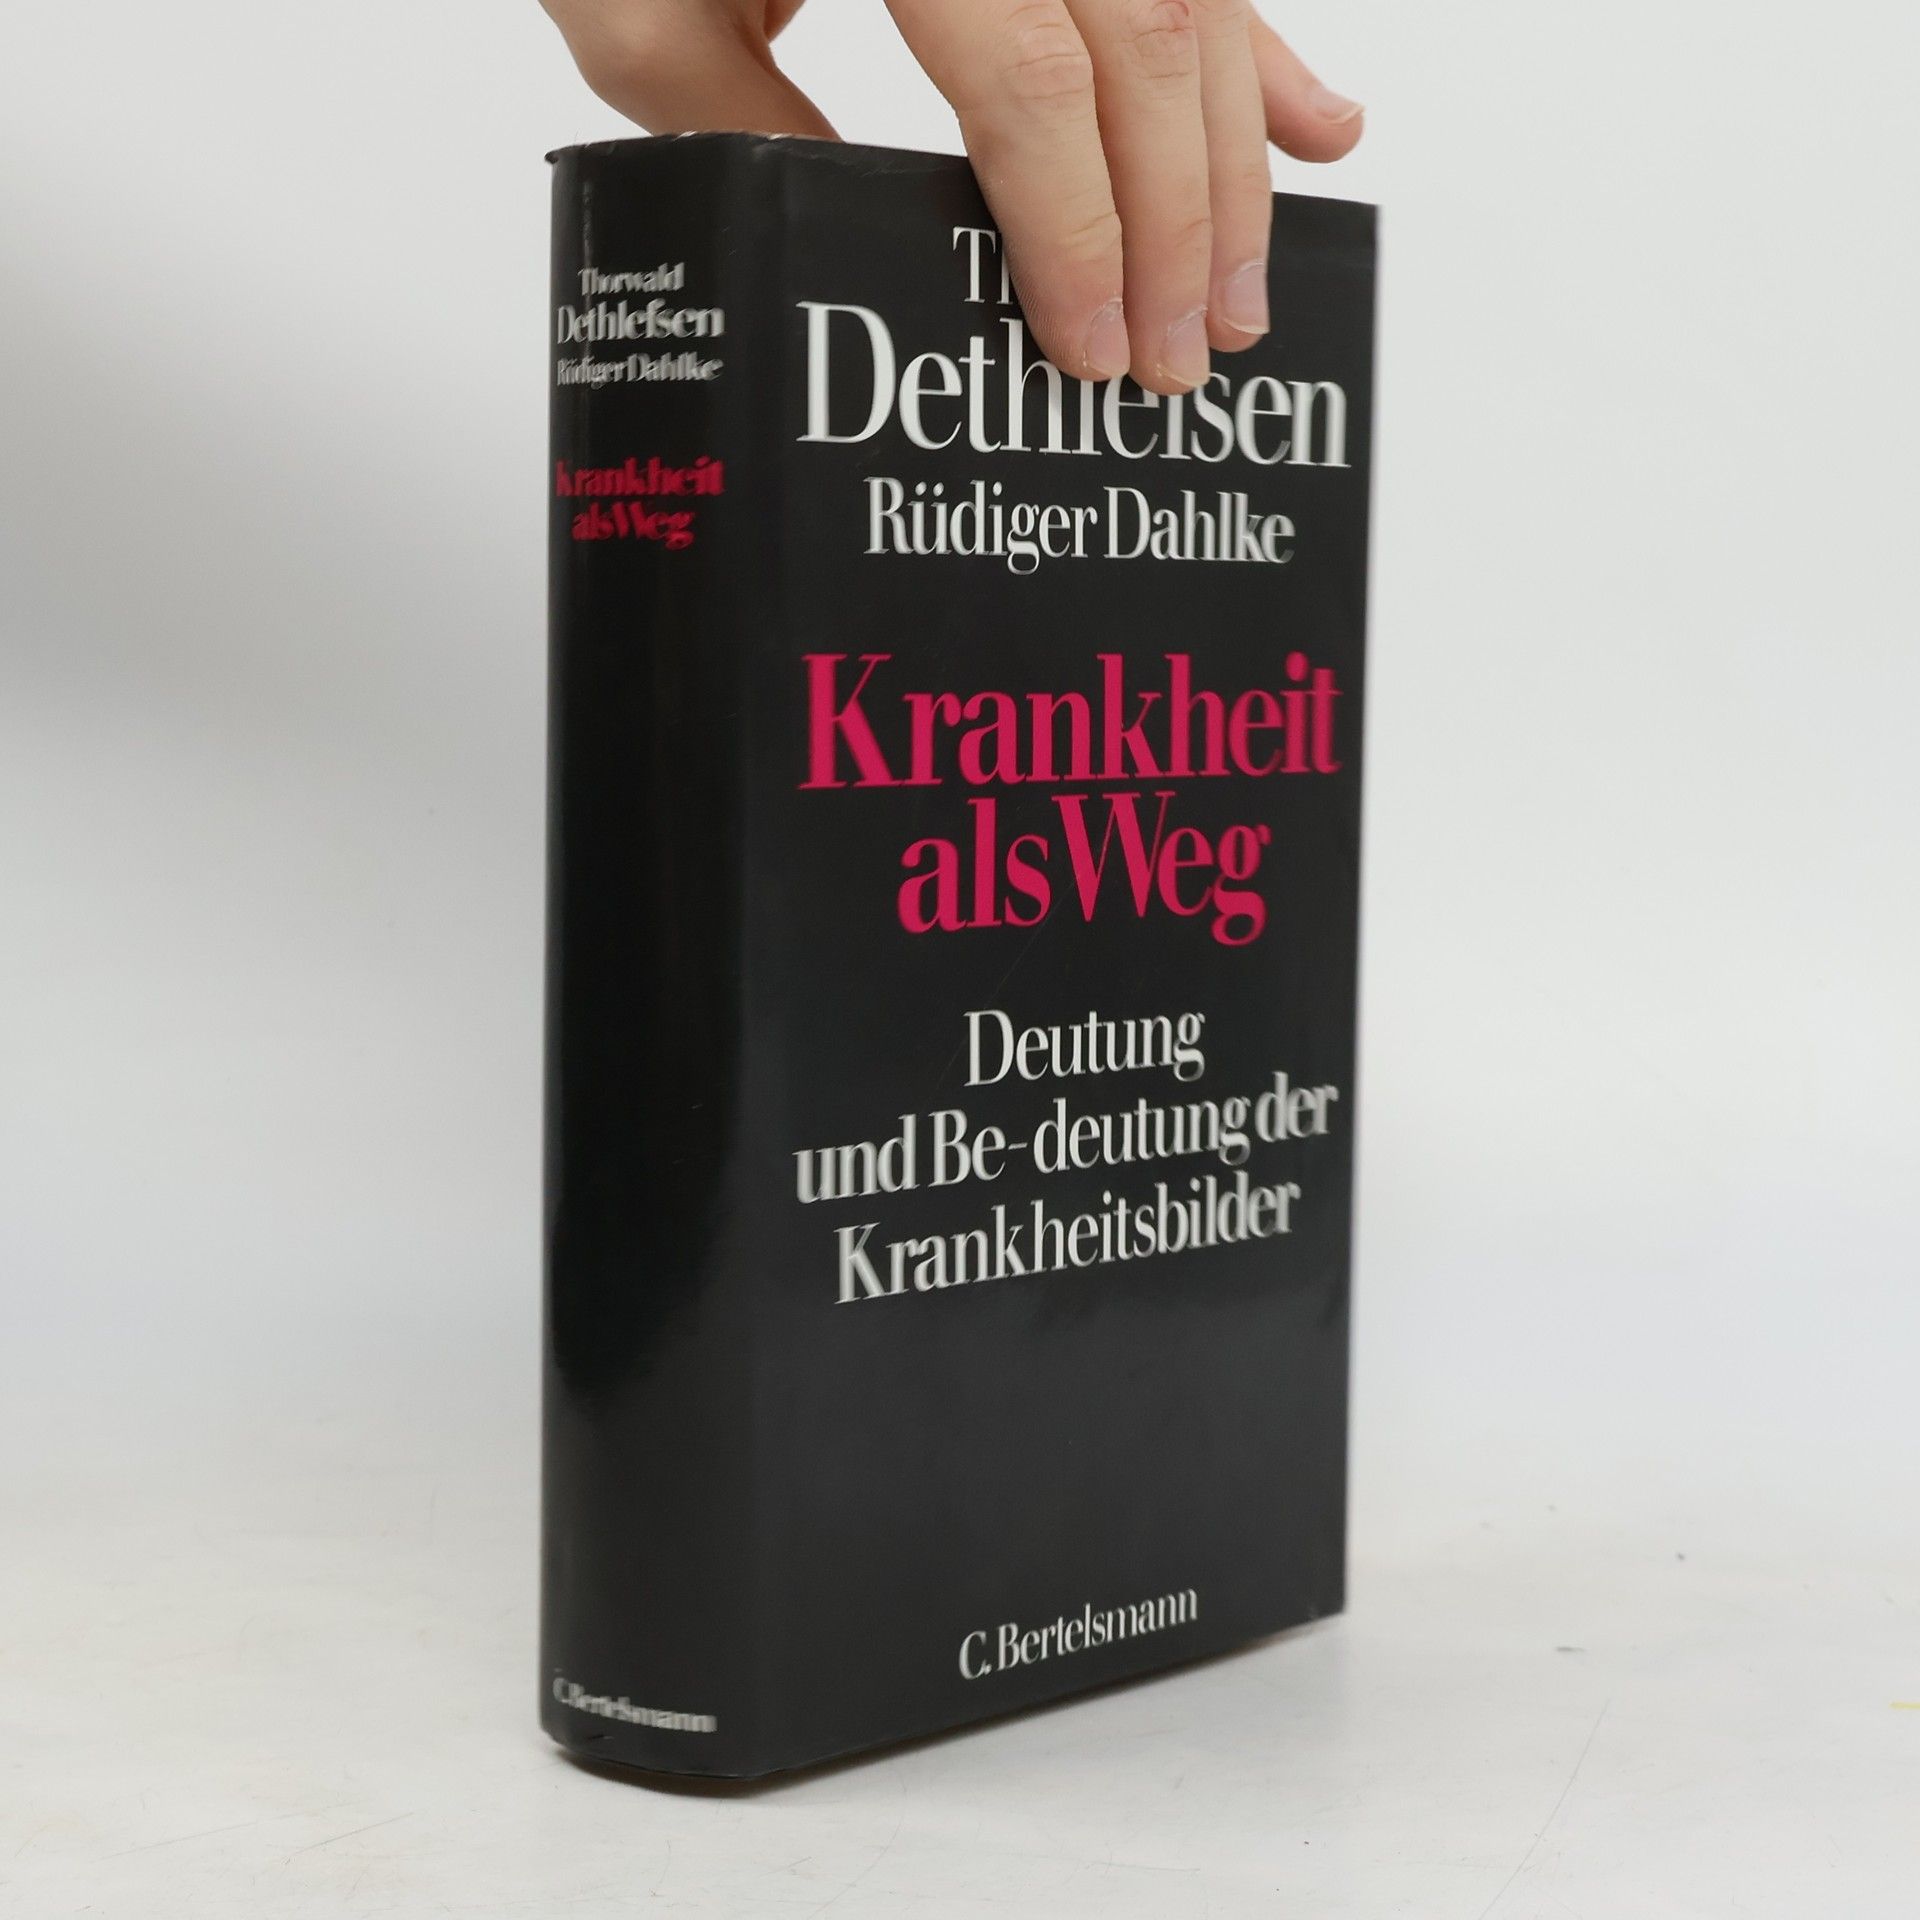 Thorwald
Dethlefsen
Rüdiger Dahlke
Krankheit
als Weg
C. Bertelsmann
Dethlefsen
Rüdiger Dahlke
Krankheit
als Weg
Deutung
und Be-deutung der
Krankheitsbilder
C. Bertelsmann